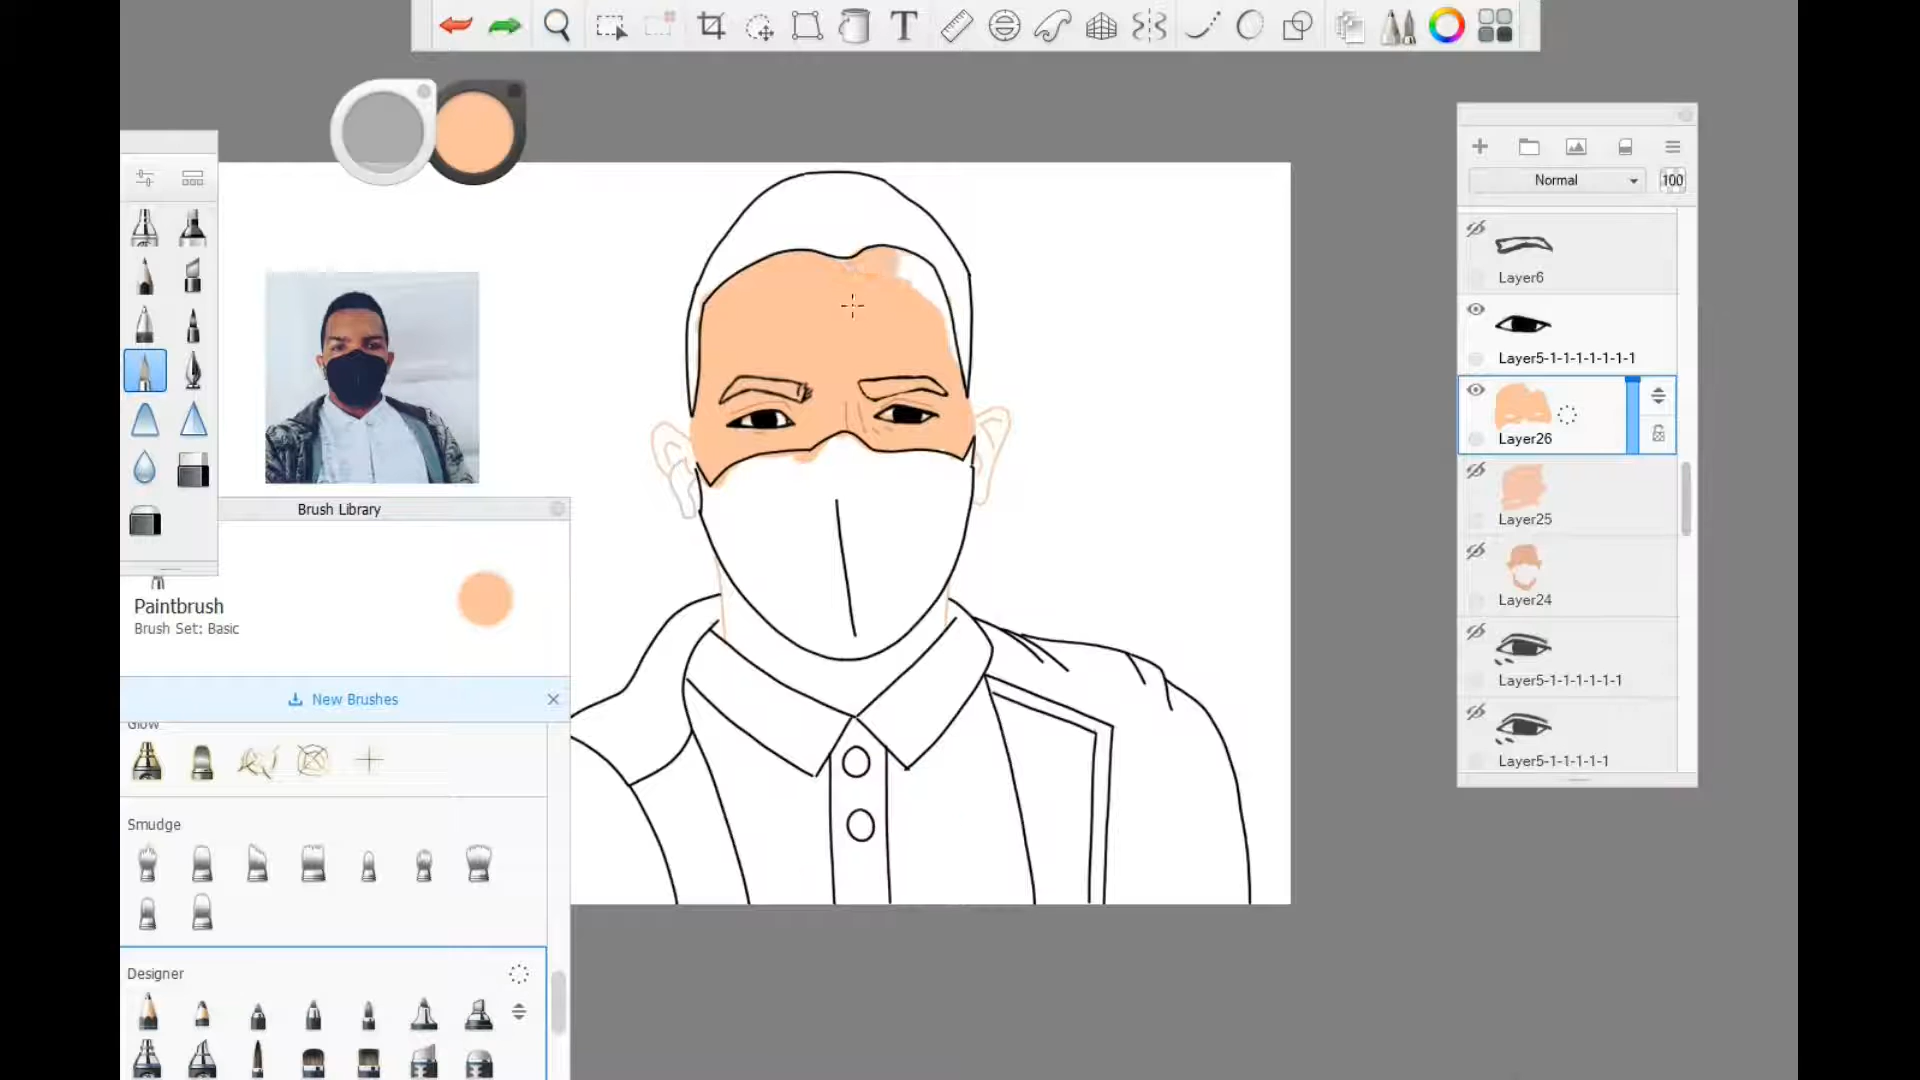 T
Normal
100
Layer6
Layer5-1-1-1-1-1-1-1
Layer26
Layer25
Layer24
Layer5-1-1-1-1-1-1
Layer5-1-1-1-1-1
Brush Library
Paintbrush
Brush Set: Basic
New Brushes
Glow
Smudge
Designer